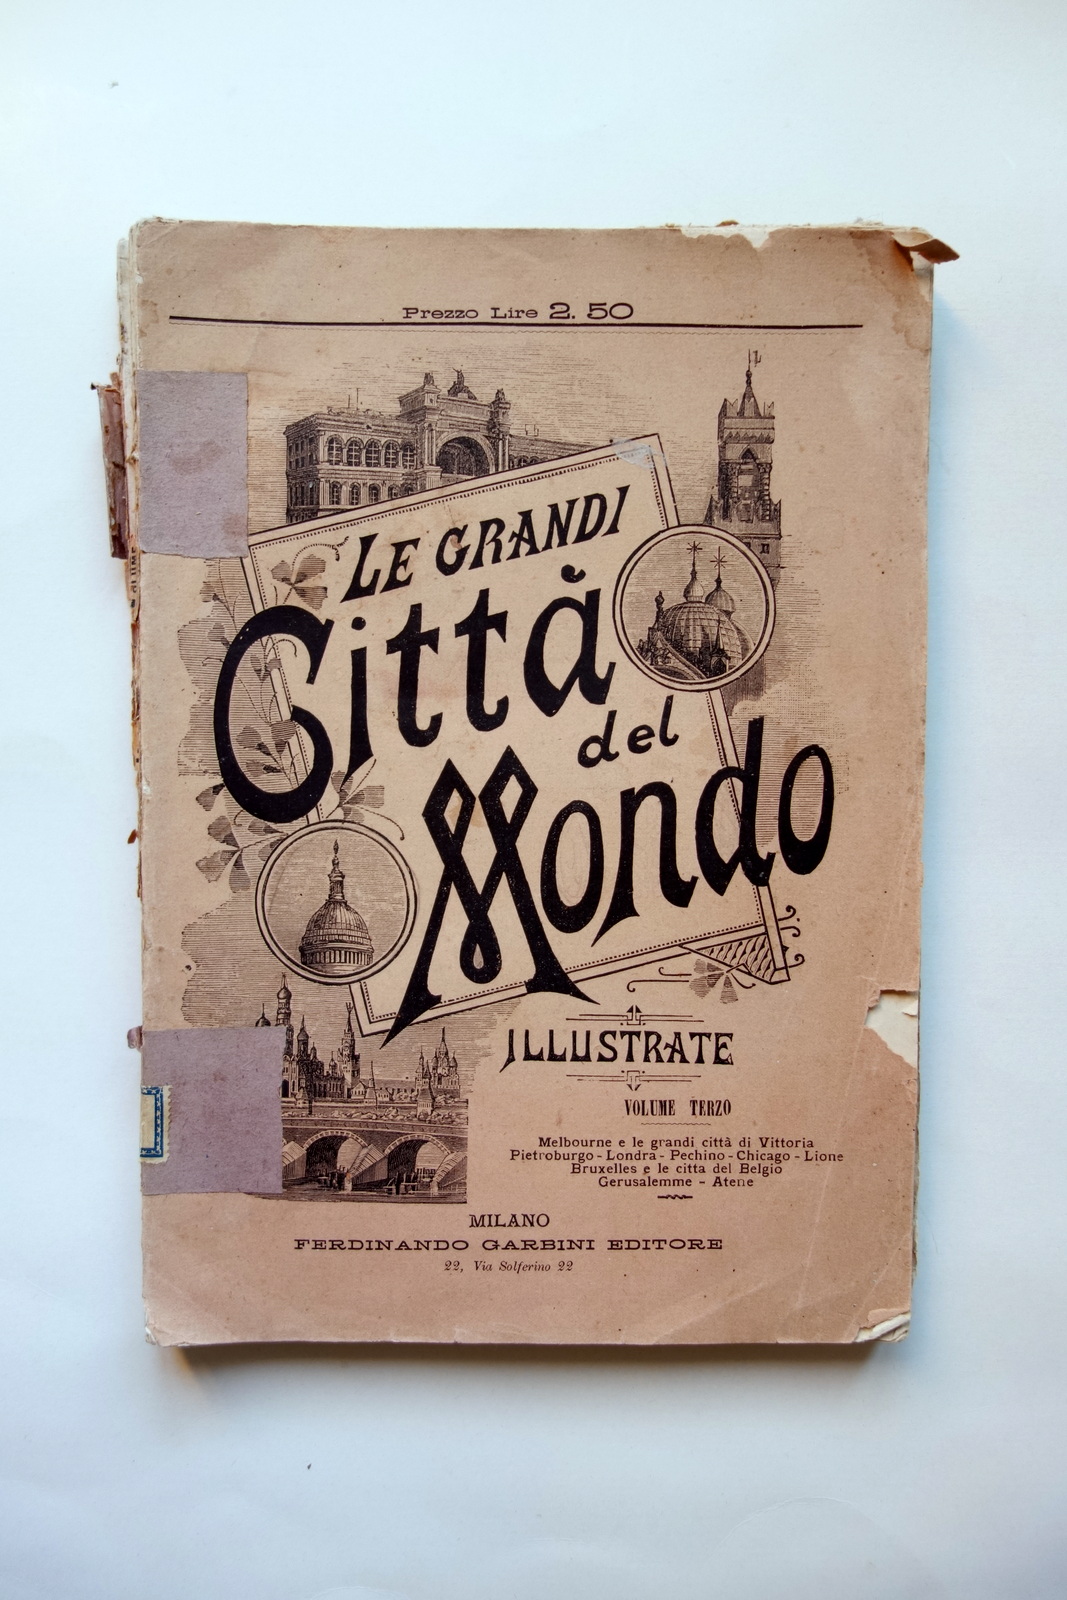 Prezzo Lire 2. 50
LE GRANDI
Città
del
Mondo
ILLUSTRATE
VOLUME TERZO
Melbourne e le grandi città di Vittoria
Pietroburgo - Londra - Pechino - Chicago - Lione
Bruxelles e le citta del Belgio
Gerusalemme - Atene
MILANO
FERDINANDO GARBINI EDITORE
22, Via Solferino 22